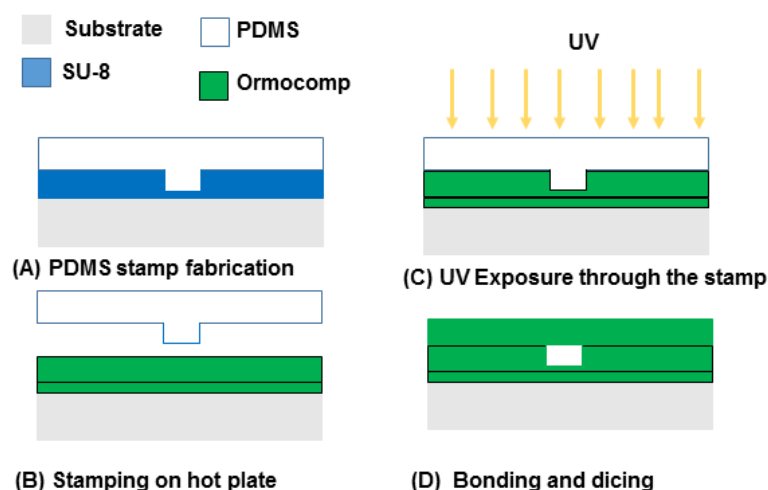 Substrate
PDMS
SU-8
Ormocomp
UV
(A) PDMS stamp fabrication
(C) UV Exposure through the stamp
(B) Stamping on hot plate
(D) Bonding and dicing